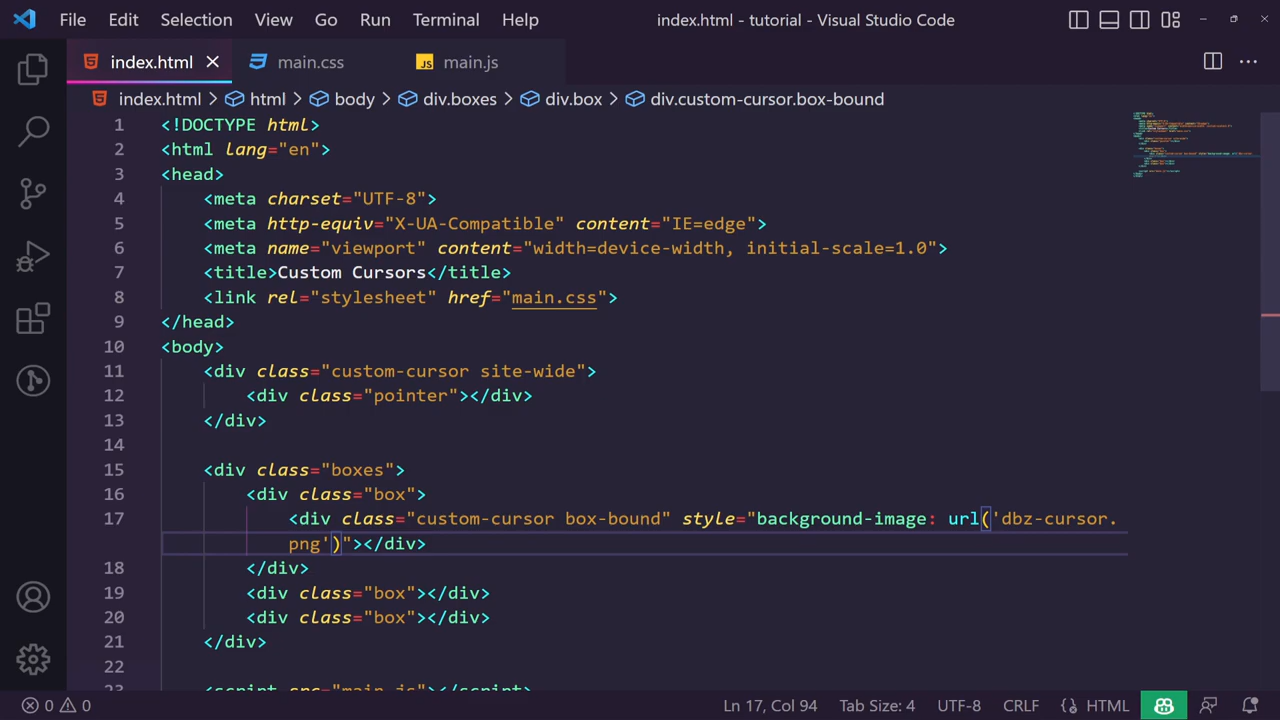 File Edit Selection View Go Run Terminal Help index.html - tutorial - Visual Studio Code
index.html main.css JS main.js
index.html > html > body > div.boxes > div.box > div.custom-cursor.box-bound
1 <!DOCTYPE html>
2 <html lang="en">
3 <head>
4 <meta charset="UTF-8">
5 <meta http-equiv="X-UA-Compatible" content="IE=edge">
6 <meta name="viewport" content="width=device-width, initial-scale=1.0">
7 <title>Custom Cursors</title>
8 <link rel="stylesheet" href="main.css">
9 </head>
10 <body>
11 <div class="custom-cursor site-wide">
12 <div class="pointer"></div>
13 </div>
14
15 <div class="boxes">
16 <div class="box">
17 <div class="custom-cursor box-bound" style="background-image: url('dbz-cursor.
png')"></div>
18 </div>
19 <div class="box"></div>
20 <div class="box"></div>
21 </div>
22
23 <script src="main.js"></script>
0 0 Ln 17, Col 94 Tab Size: 4 UTF-8 CRLF HTML